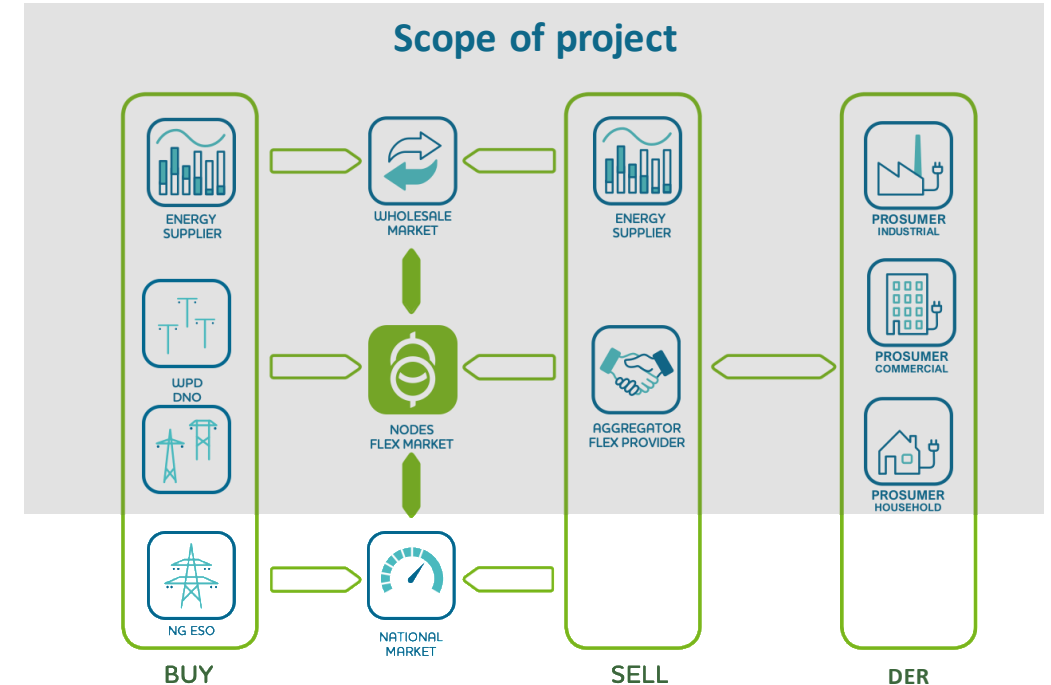 Scope of project
ENERGY
SUPPLIER
WPD
DNO
NG ESO
BUY
WHOLESALE
MARKET
NODES
FLEX MARKET
NATIONAL
MARKET
ENERGY
SUPPLIER
AGGREGATOR
FLEX PROVIDER
SELL
PROSUMER
INDUSTRIAL
PROSUMER
COMMERCIAL
PROSUMER
HOUSEHOLD
DER